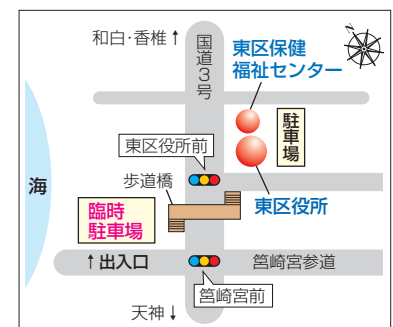 和白・香椎↑
国道3号
東区保健
福祉センター
駐車場
東区役所前
海
歩道橋
東区役所
臨時
駐車場
↑出入口
筥崎宮参道
筥崎宮前
天神↓